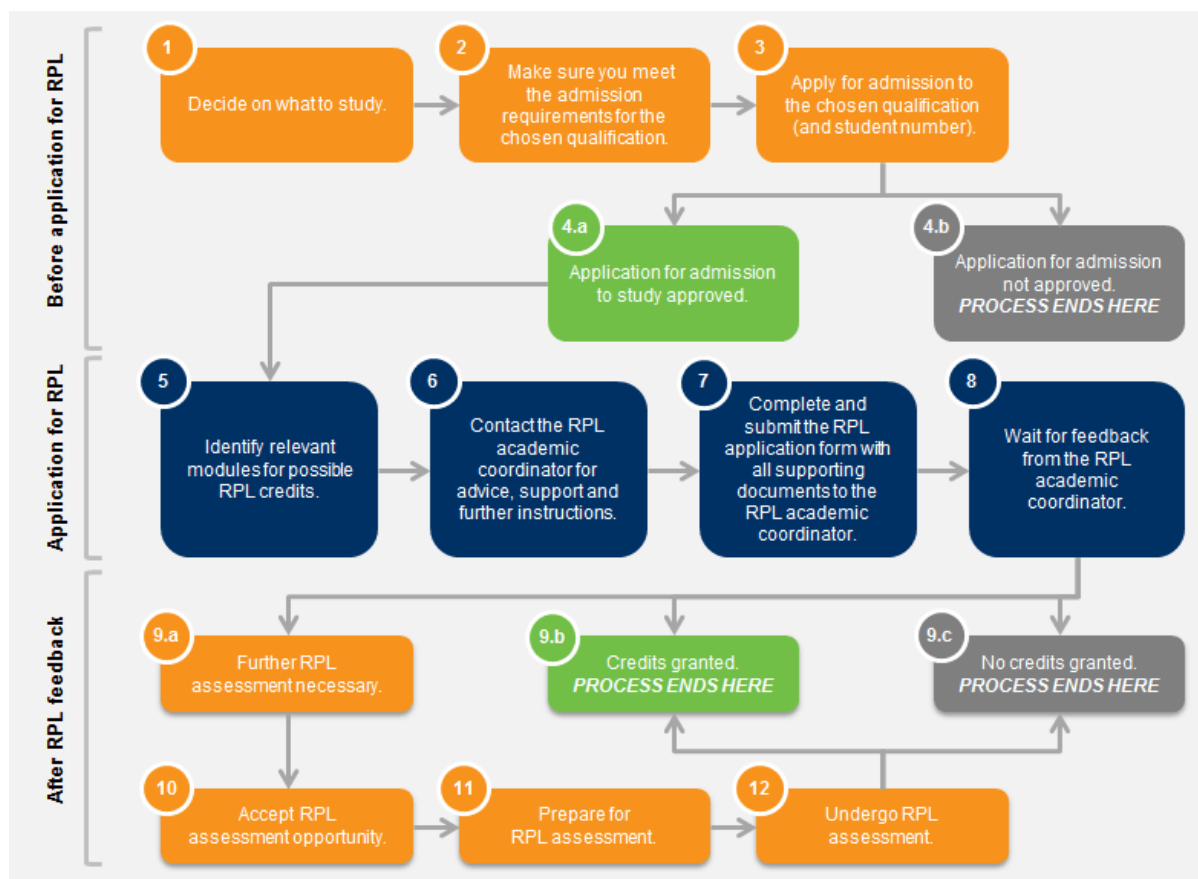 Before application for RPL
1
Decide on what to study.
2
Make sure you meet
the admission
requirements for the
chosen qualification.
3
Apply for admission to
the chosen qualification
(and student number).
4.a
Application for admission
to study approved.
4.b
Application for admission
not approved.
PROCESS ENDS HERE
Application for RPL
5
Identify relevant
modules for possible
RPL credits.
6
Contact the RPL
academic
coordinator for
advice, support and
further instructions.
7
Complete and
submit the RPL
application form with
all supporting
documents to the
RPL academic
coordinator.
8
Wait for feedback
from the RPL
academic
coordinator.
After RPL feedback
9.a
Further RPL
assessment necessary.
9.b
Credits granted.
PROCESS ENDS HERE
9.c
No credits granted.
PROCESS ENDS HERE
10
Accept RPL
assessment opportunity.
11
Prepare for
RPL assessment.
12
Undergo RPL
assessment.